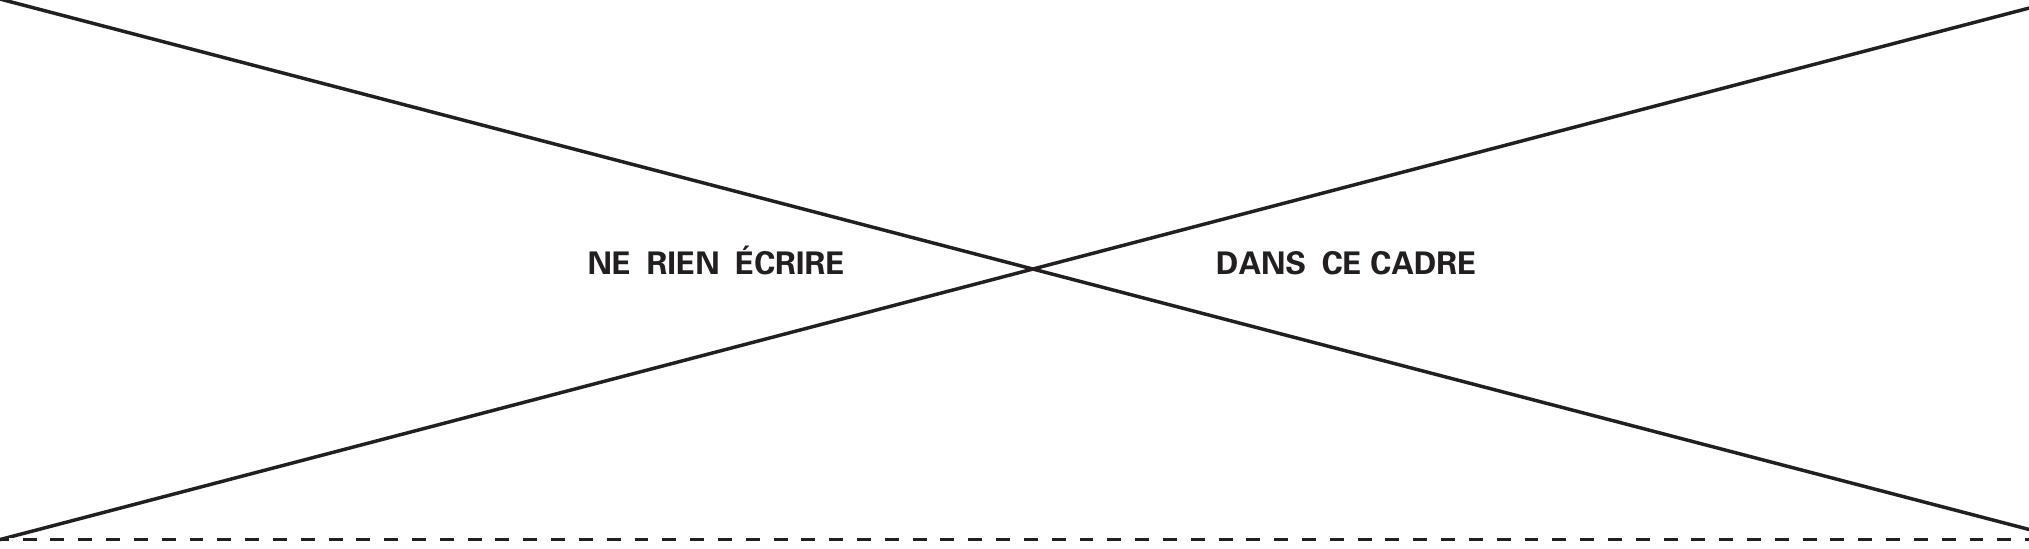 NE RIEN ÉCRIRE DANS CE CADRE